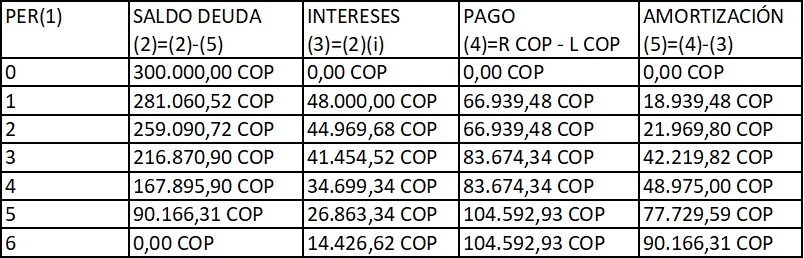 PER(1) SALDO DEUDA INTERESES PAGO AMORTIZACIÓN
(2)=(2)-(5) (3)=(2)(i) (4)=R COP - L COP (5)=(4)-(3)
0 300.000,00 COP 0,00 COP 0,00 COP 0,00 COP
1 281.060,52 COP 48.000,00 COP 66.939,48 COP 18.939,48 COP
2 259.090,72 COP 44.969,68 COP 66.939,48 COP 21.969,80 COP
3 216.870,90 COP 41.454,52 COP 83.674,34 COP 42.219,82 COP
4 167.895,90 COP 34.699,34 COP 83.674,34 COP 48.975,00 COP
5 90.166,31 COP 26.863,34 COP 104.592,93 COP 77.729,59 COP
6 0,00 COP 14.426,62 COP 104.592,93 COP 90.166,31 COP